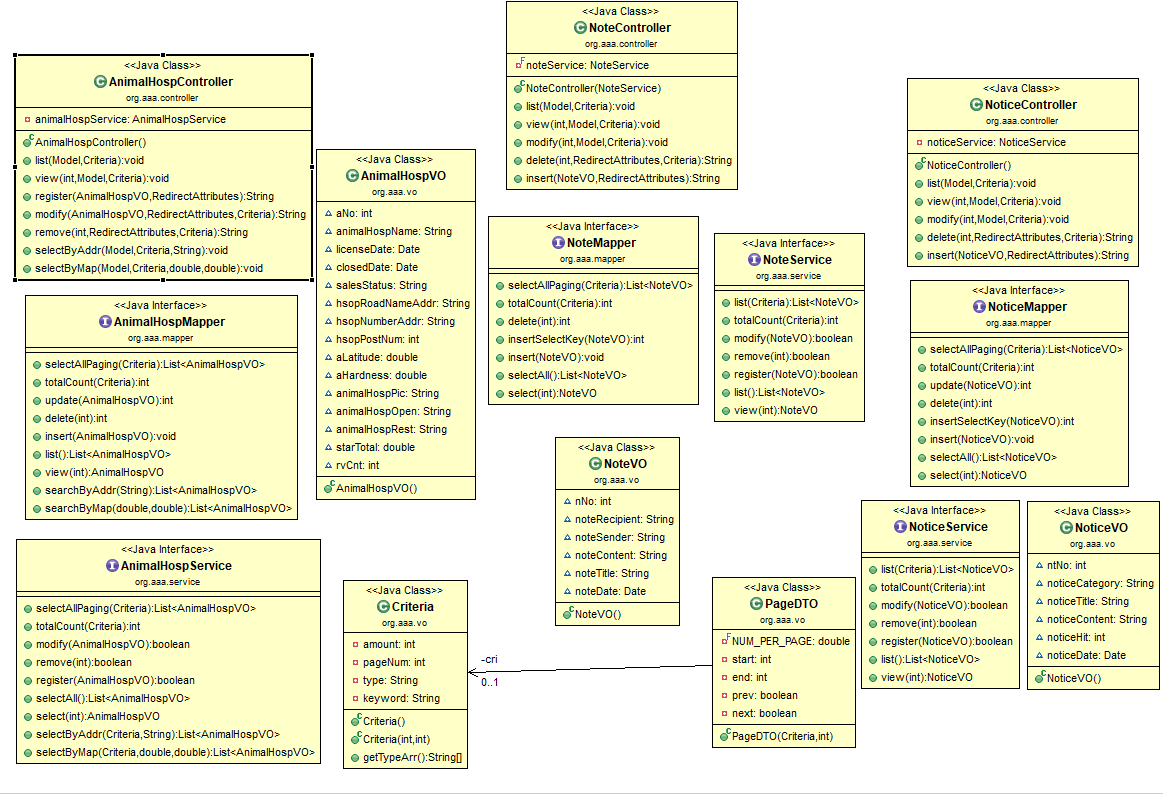 <<Java Class>>
AnimalHospController
org.aaa.controller
animalHospService: AnimalHospService
AnimalHospController()
list(Model,Criteria):void
view(int,Model,Criteria):void
register(AnimalHospVO,RedirectAttributes):String
modify(AnimalHospVO,RedirectAttributes,Criteria):String
remove(int,RedirectAttributes,Criteria):String
selectByAddr(Model,Criteria,String):void
selectByMap(Model,Criteria,double,double):void
<<Java Class>>
AnimalHospVO
org.aaa.vo
aNo: int
animalHospName: String
licenseDate: Date
closedDate: Date
salesStatus: String
hsopRoadNameAddr: String
hsopNumberAddr: String
hsopPostNum: int
aLatitude: double
aHardness: double
animalHospPic: String
animalHospOpen: String
animalHospRest: String
starTotal: double
rvCnt: int
AnimalHospVO()
<<Java Class>>
NoteController
org.aaa.controller
noteService: NoteService
NoteController(NoteService)
list(Model,Criteria):void
view(int,Model,Criteria):void
modify(int,Model,Criteria):void
delete(int,RedirectAttributes,Criteria):String
insert(NoteVO,RedirectAttributes):String
<<Java Class>>
NoticeController
org.aaa.controller
noticeService: NoticeService
NoticeController()
list(Model,Criteria):void
view(int,Model,Criteria):void
modify(int,Model,Criteria):void
delete(int,RedirectAttributes,Criteria):String
insert(NoticeVO,RedirectAttributes):String
<<Java Interface>>
NoteMapper
org.aaa.mapper
selectAllPaging(Criteria):List<NoteVO>
totalCount(Criteria):int
delete(int):int
insertSelectKey(NoteVO):int
insert(NoteVO):void
selectAll():List<NoteVO>
select(int):NoteVO
<<Java Interface>>
NoteService
org.aaa.service
list(Criteria):List<NoteVO>
totalCount(Criteria):int
modify(NoteVO):boolean
remove(int):boolean
register(NoteVO):boolean
list():List<NoteVO>
view(int):NoteVO
<<Java Interface>>
NoticeMapper
org.aaa.mapper
selectAllPaging(Criteria):List<NoticeVO>
totalCount(Criteria):int
update(NoticeVO):int
delete(int):int
insertSelectKey(NoticeVO):int
insert(NoticeVO):void
selectAll():List<NoticeVO>
select(int):NoticeVO
<<Java Interface>>
AnimalHospMapper
org.aaa.mapper
selectAllPaging(Criteria):List<AnimalHospVO>
totalCount(Criteria):int
update(AnimalHospVO):int
delete(int):int
insert(AnimalHospVO):void
list():List<AnimalHospVO>
view(int):AnimalHospVO
searchByAddr(String):List<AnimalHospVO>
searchByMap(double,double):List<AnimalHospVO>
<<Java Class>>
NoteVO
org.aaa.vo
nNo: int
noteRecipient: String
noteSender: String
noteContent: String
noteTitle: String
noteDate: Date
NoteVO()
<<Java Interface>>
NoticeService
org.aaa.service
list(Criteria):List<NoticeVO>
totalCount(Criteria):int
modify(NoticeVO):boolean
remove(int):boolean
register(NoticeVO):boolean
list():List<NoticeVO>
view(int):NoticeVO
<<Java Class>>
NoticeVO
org.aaa.vo
ntNo: int
noticeCategory: String
noticeTitle: String
noticeContent: String
noticeHit: int
noticeDate: Date
NoticeVO()
<<Java Interface>>
AnimalHospService
org.aaa.service
selectAllPaging(Criteria):List<AnimalHospVO>
totalCount(Criteria):int
modify(AnimalHospVO):boolean
remove(int):boolean
register(AnimalHospVO):boolean
selectAll():List<AnimalHospVO>
select(int):AnimalHospVO
selectByAddr(Criteria,String):List<AnimalHospVO>
selectByMap(Criteria,double,double):List<AnimalHospVO>
<<Java Class>>
Criteria
org.aaa.vo
amount: int
pageNum: int
type: String
keyword: String
Criteria()
Criteria(int,int)
getTypeArr():String[]
-cri
0..1
<<Java Class>>
PageDTO
org.aaa.vo
NUM_PER_PAGE: double
start: int
end: int
prev: boolean
next: boolean
PageDTO(Criteria,int)